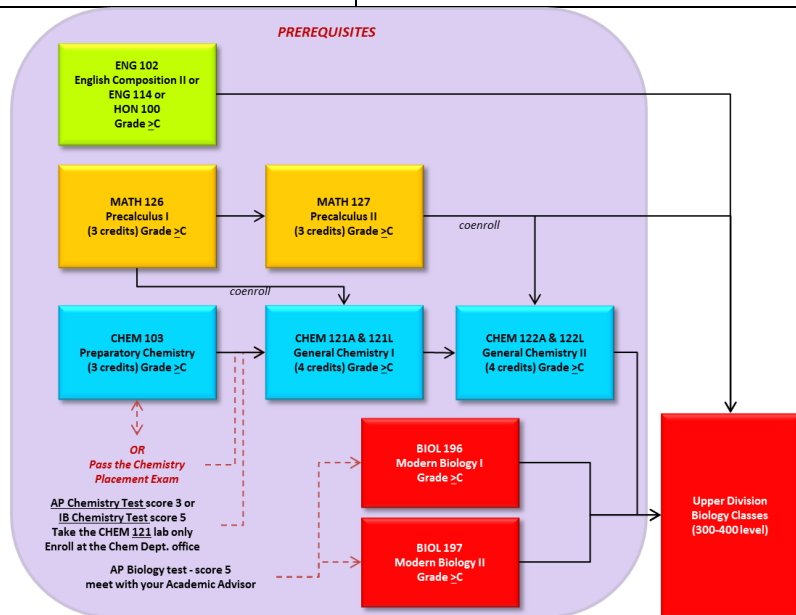 PREREQUISITES
ENG 102
English Composition II or
ENG 114 or
HON 100
Grade >C
MATH 126
Precalculus I
(3 credits) Grade >C
MATH 127
Precalculus II
(3 credits) Grade >C
coenroll
coenroll
CHEM 103
Preparatory Chemistry
(3 credits) Grade >C
CHEM 121A & 121L
General Chemistry I
(4 credits) Grade >C
CHEM 122A & 122L
General Chemistry II
(4 credits) Grade >C
OR
Pass the Chemistry
Placement Exam
AP Chemistry Test score 3 or
IB Chemistry Test score 5
Take the CHEM 121 lab only
Enroll at the Chem Dept. office
AP Biology test - score 5
meet with your Academic Advisor
BIOL 196
Modern Biology I
Grade >C
BIOL 197
Modern Biology II
Grade >C
Upper Division
Biology Classes
(300-400 level)